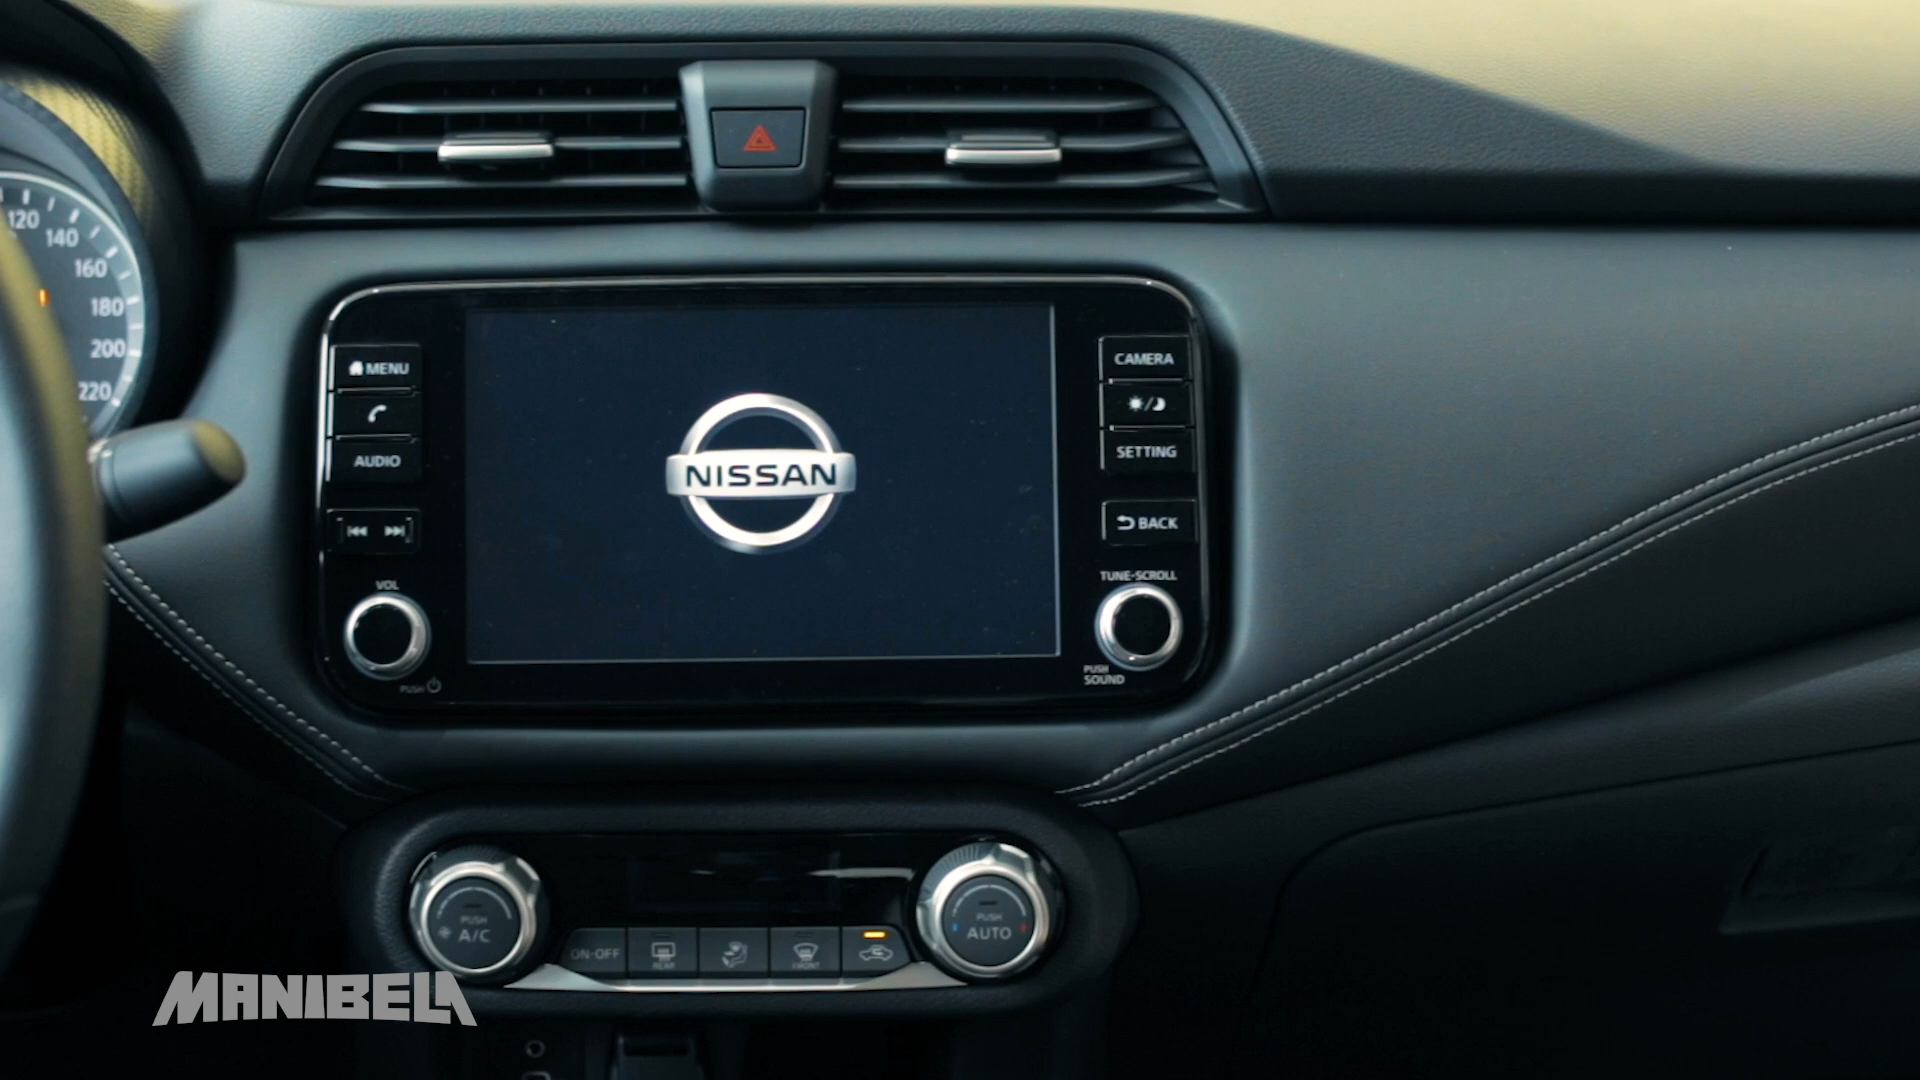 120
140
160
180
200
220
MENU
AUDIO
VOL
PUSH
NISSAN
CAMERA
SETTING
BACK
TUNE-SCROLL
PUSH
SOUND
PUSH
A/C
ON-OFF
REAR
FRONT
PUSH
AUTO
MANIBELA